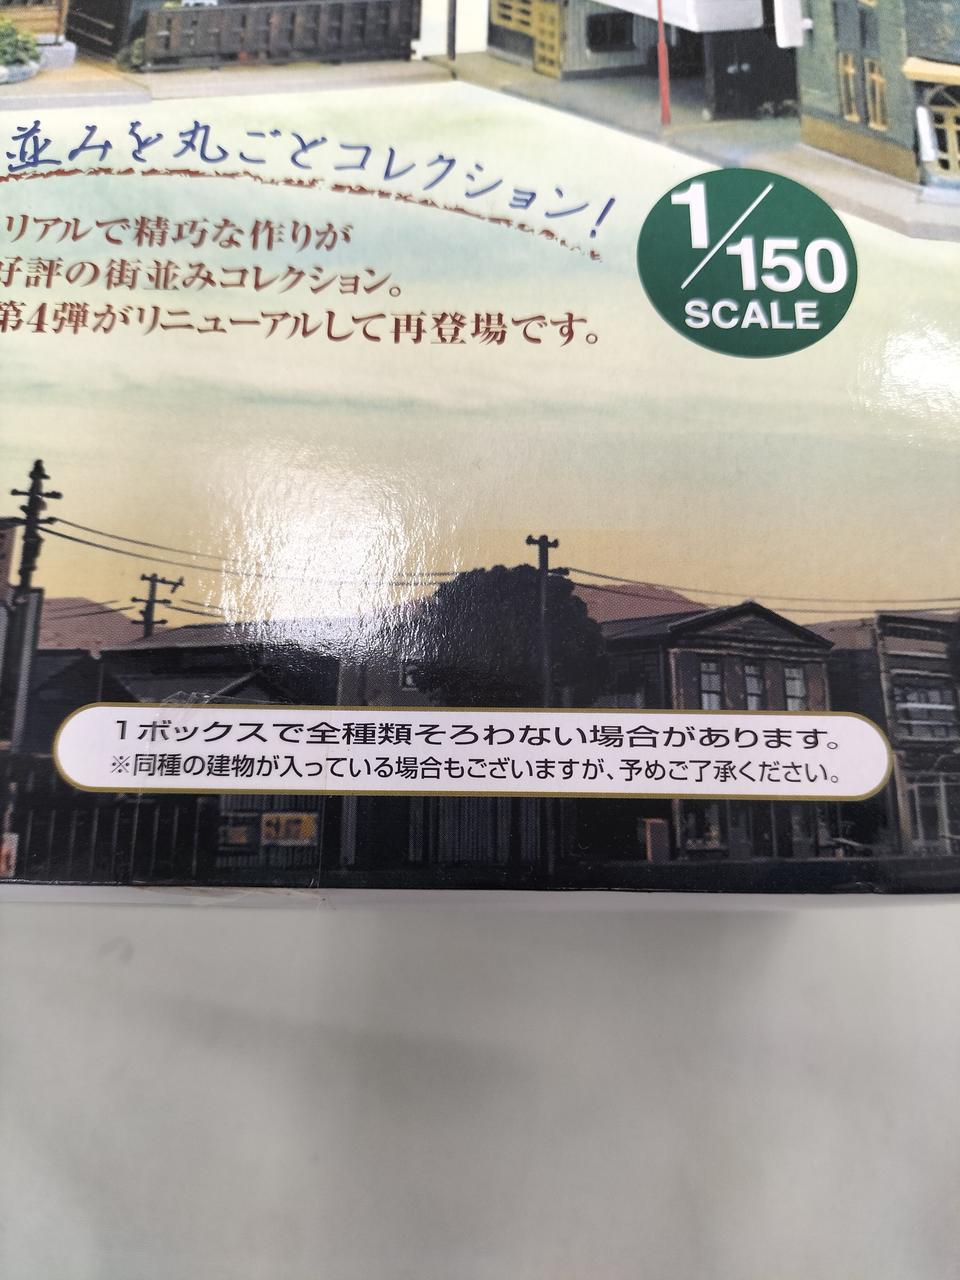 並みを丸ごとコレクション!
リアルで精巧な作りが
好評の街並みコレクション。
第4弾がリニューアルして再登場です。
1/150
SCALE
1ボックスで全種類そろわない場合があります。
※同種の建物が入っている場合もございますが、予めご了承ください。